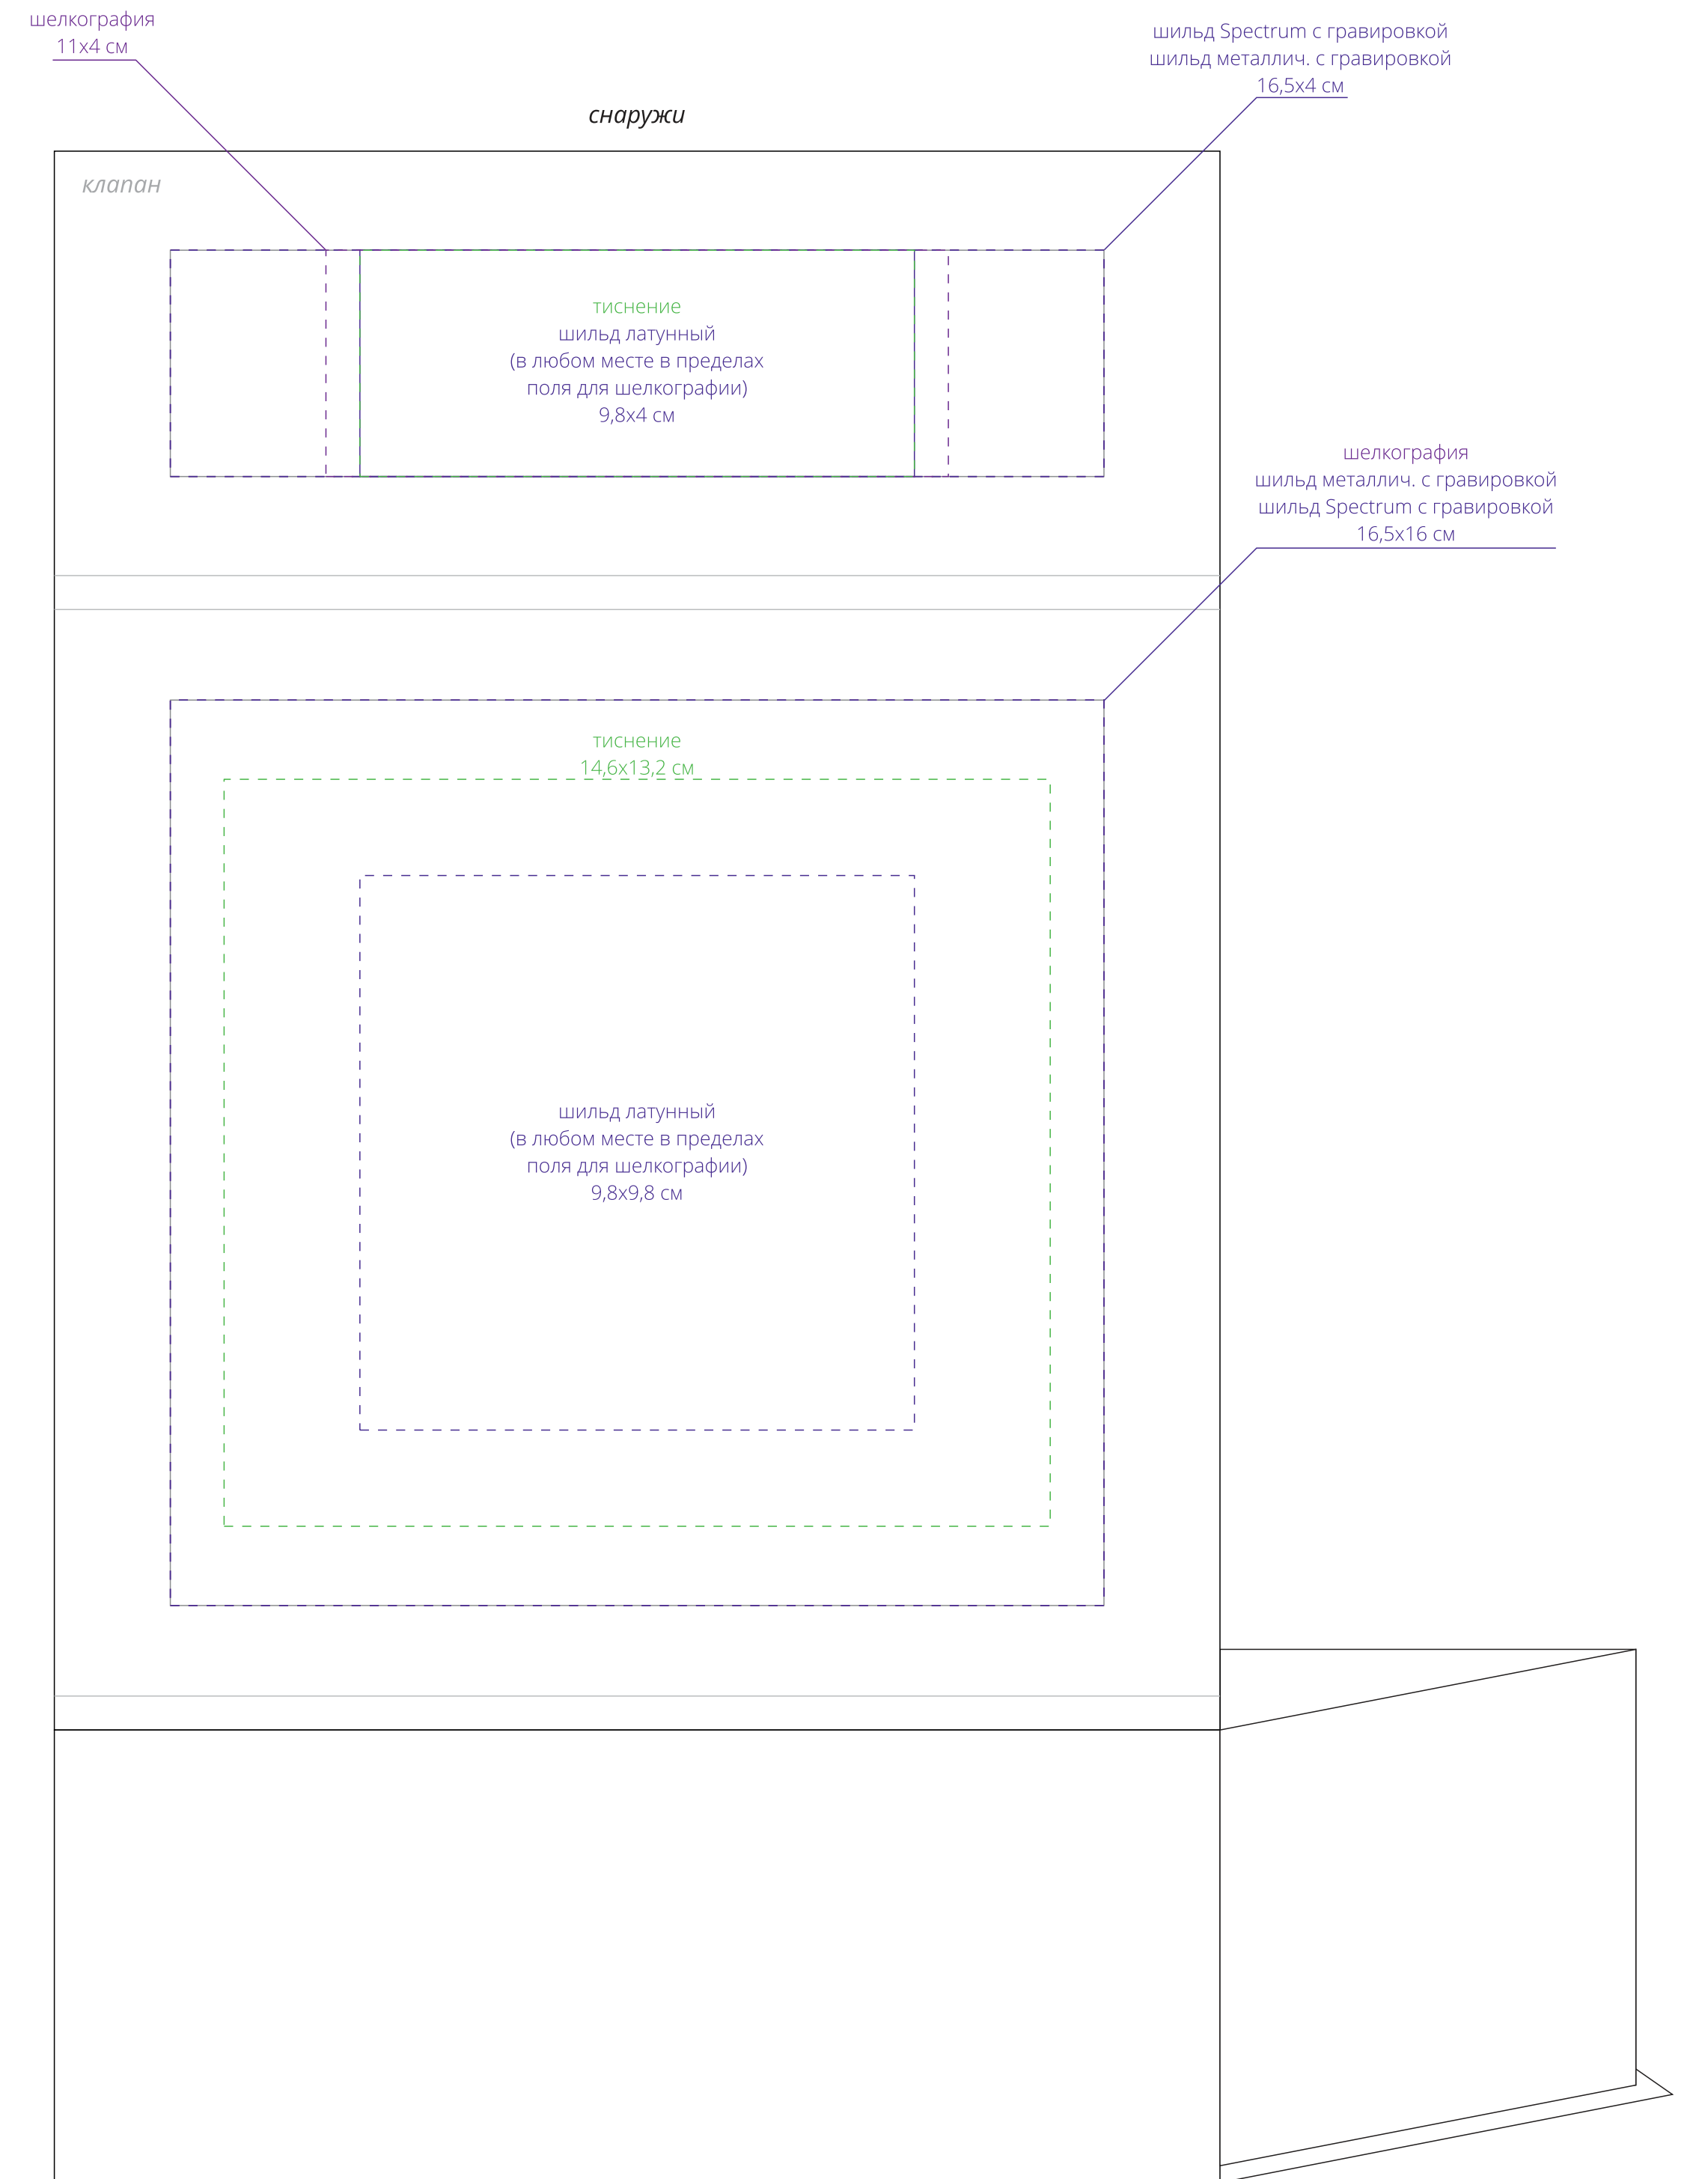 шелкография
11х4 см
шильд Spectrum с гравировкой
шильд металлич. с гравировкой
16,5х4 см
снаружи
клапан
тиснение
шильд латунный
(в любом месте в пределах
поля для шелкографии)
9,8х4 см
шелкография
шильд металлич. с гравировкой
шильд Spectrum с гравировкой
16,5х16 см
тиснение
14,6х13,2 см
шильд латунный
(в любом месте в пределах
поля для шелкографии)
9,8х9,8 см